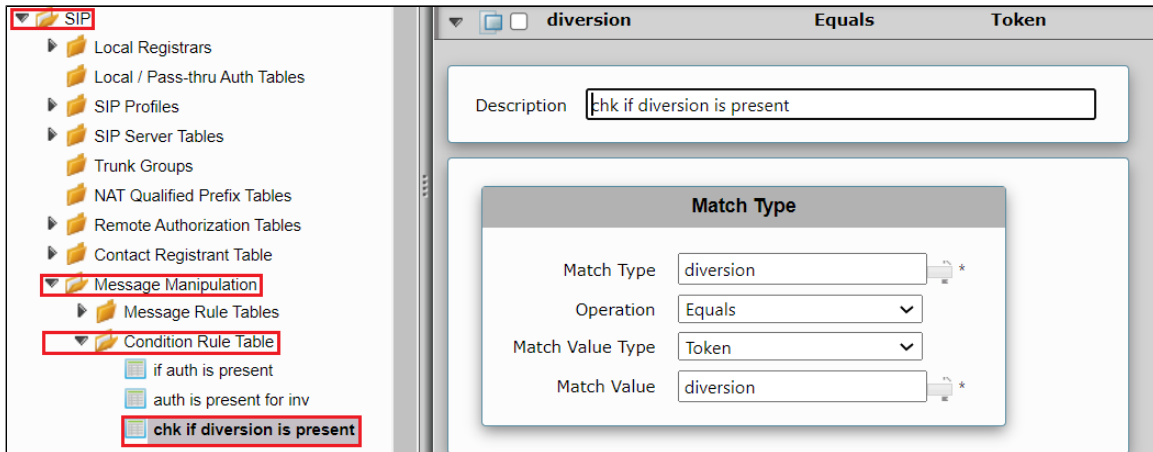 SIP
Local Registrars
Local / Pass-thru Auth Tables
SIP Profiles
SIP Server Tables
Trunk Groups
NAT Qualified Prefix Tables
Remote Authorization Tables
Contact Registrant Table
Message Manipulation
Message Rule Tables
Condition Rule Table
if auth is present
auth is present for inv
chk if diversion is present
diversion Equals Token
Description chk if diversion is present
Match Type
Match Type diversion *
Operation Equals
Match Value Type Token
Match Value diversion *